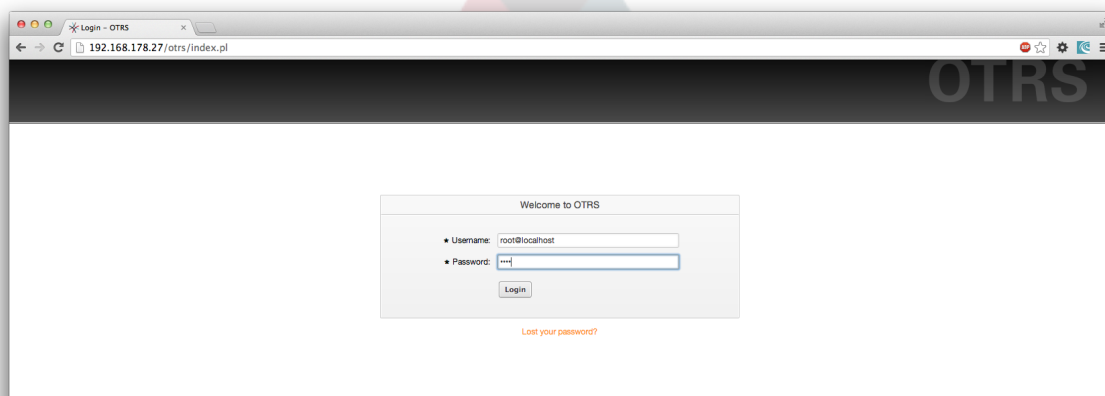 Login - OTRS
192.168.178.27/otrs/index.pl
ABP
OTRS
Welcome to OTRS
★ Username: root@localhost
★ Password: ••••
Login
Lost your password?